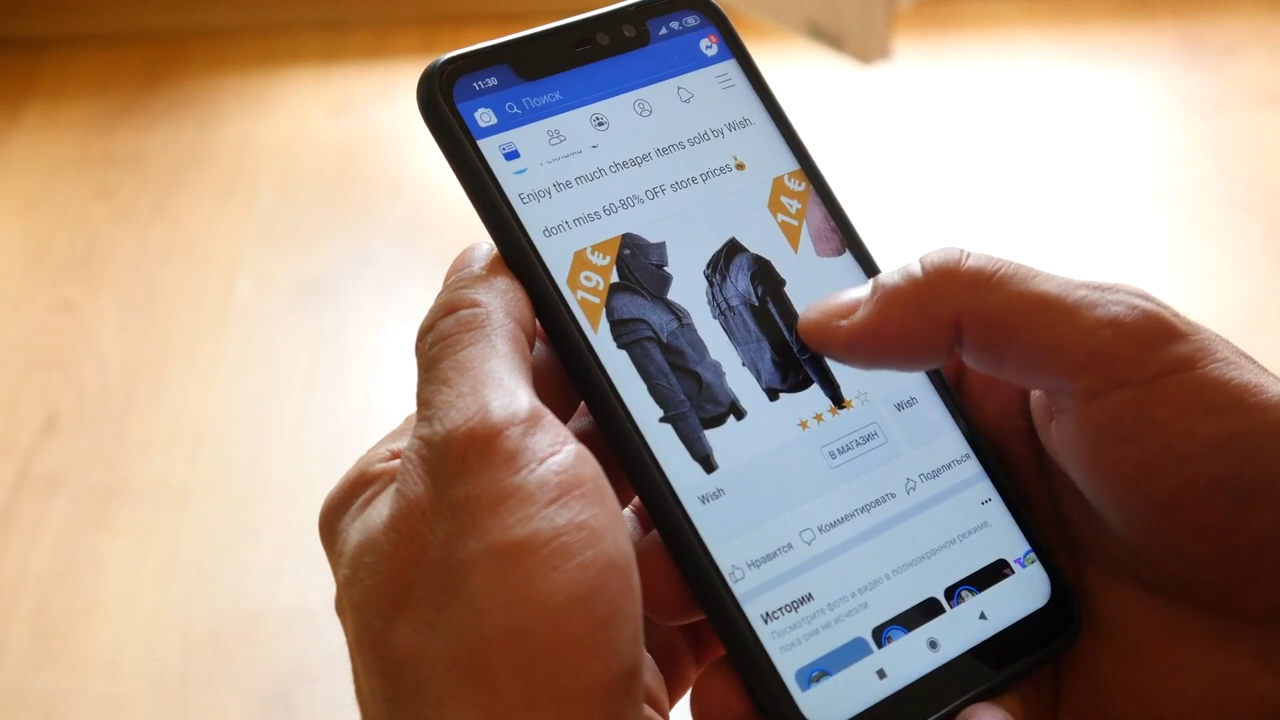 11:30
Поиск
Реклама
Enjoy the much cheaper items sold by Wish.
don't miss 60-80% OFF store prices
19 €
14 €
Wish
В МАГАЗИН
Wish
Нравится
Комментировать
Поделиться
Истории
Посмотрите фото и видео в полноэкранном режиме,
пока они не исчезли.